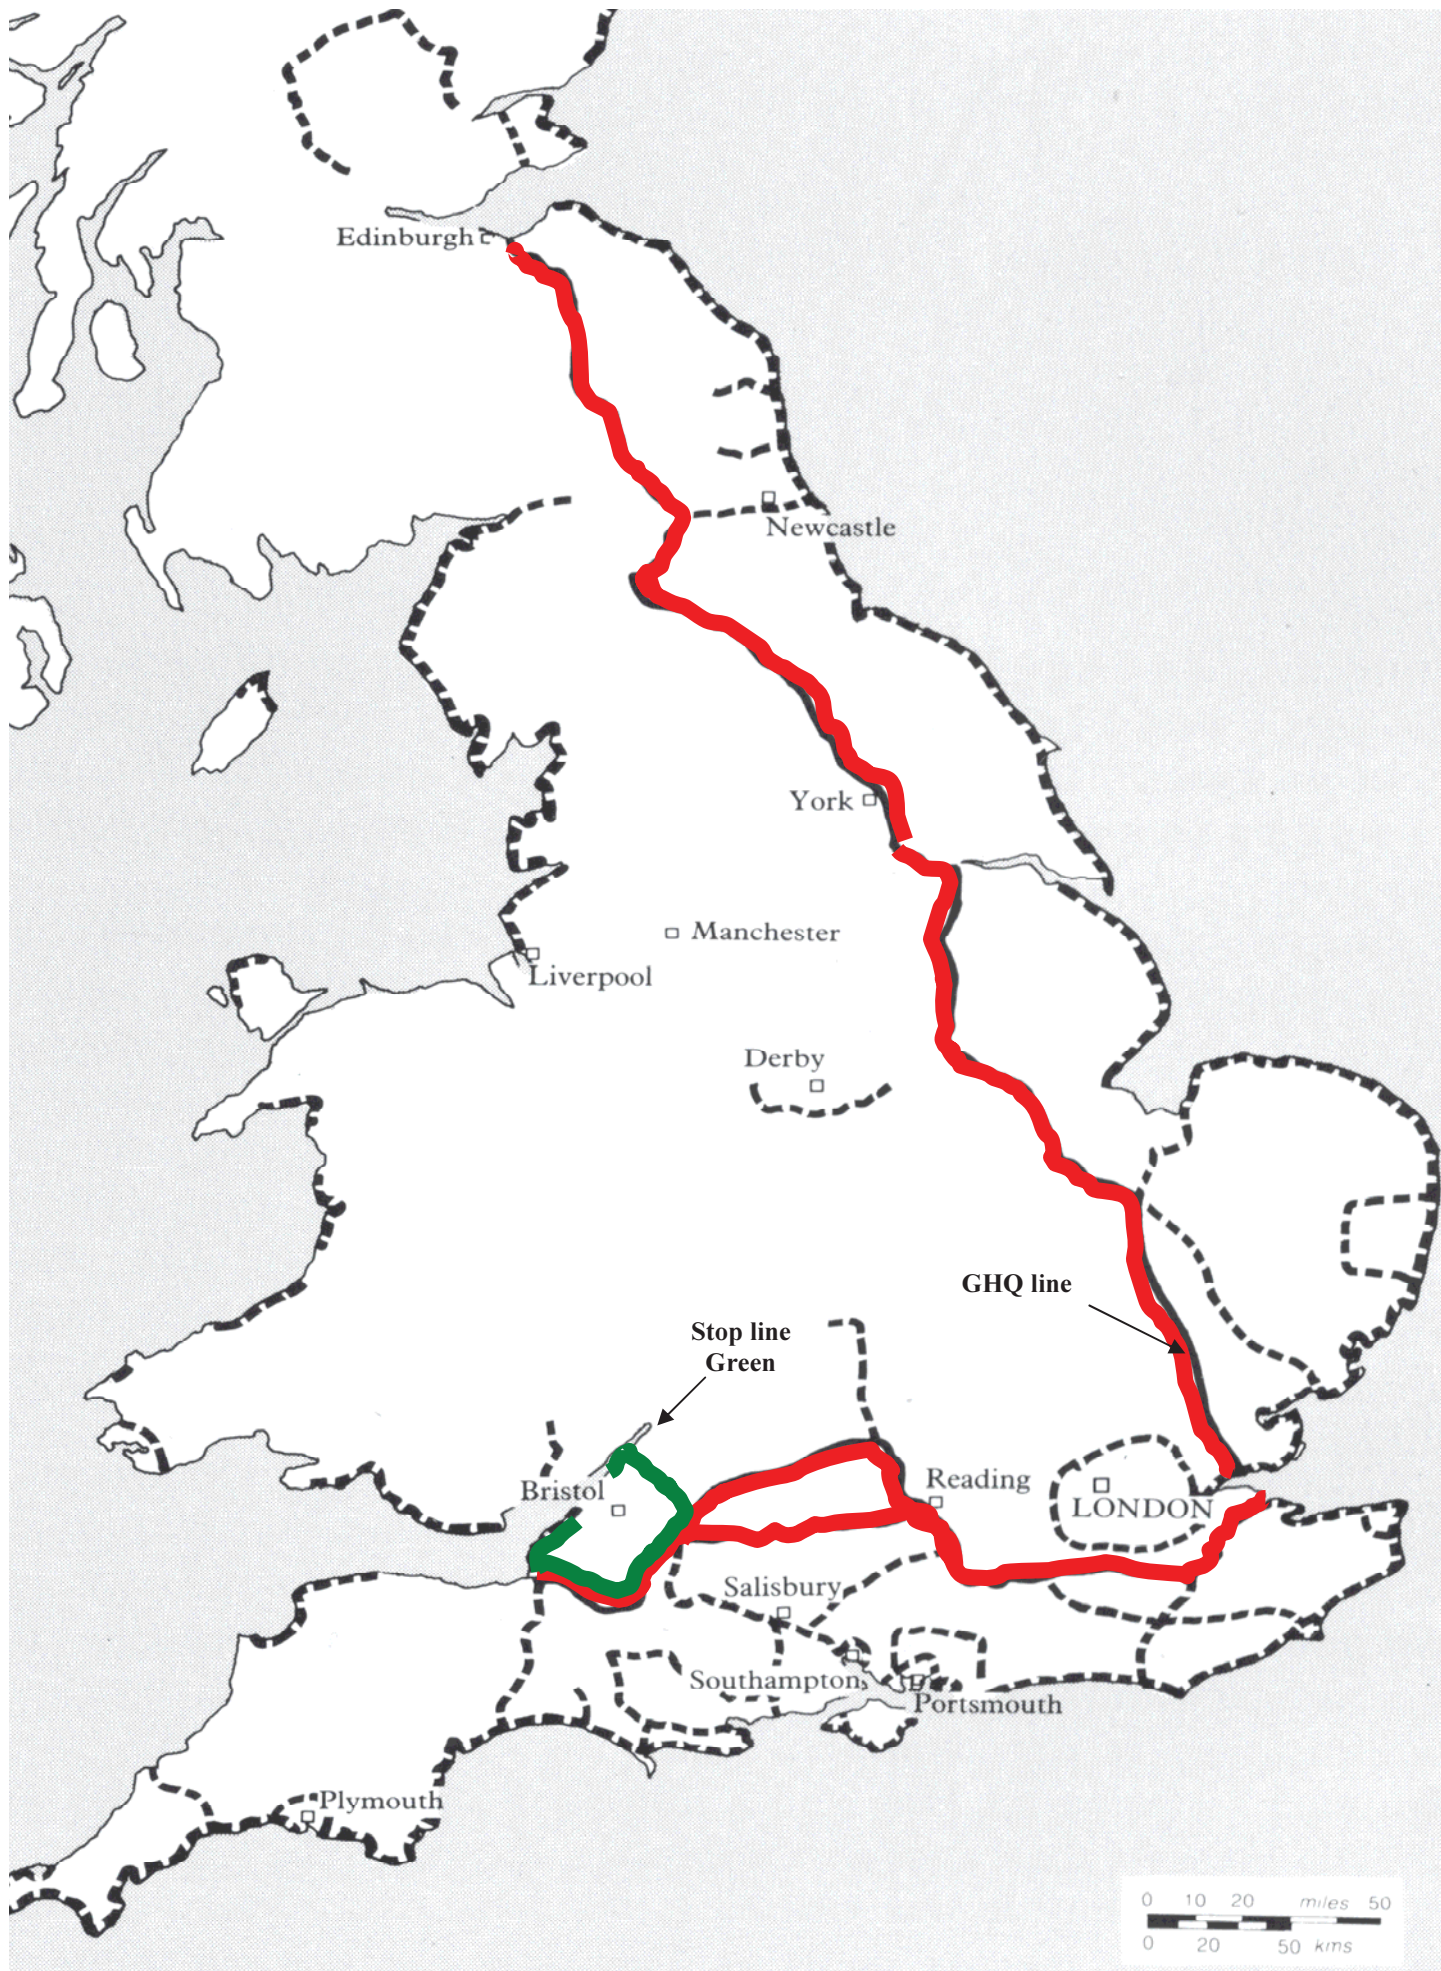 Edinburgh
Newcastle
York
Manchester
Liverpool
Derby
GHQ line
Stop line
Green
Bristol
Reading
LONDON
Salisbury
Southampton
Portsmouth
Plymouth
0 10 20 miles 50
0 20 50 kms